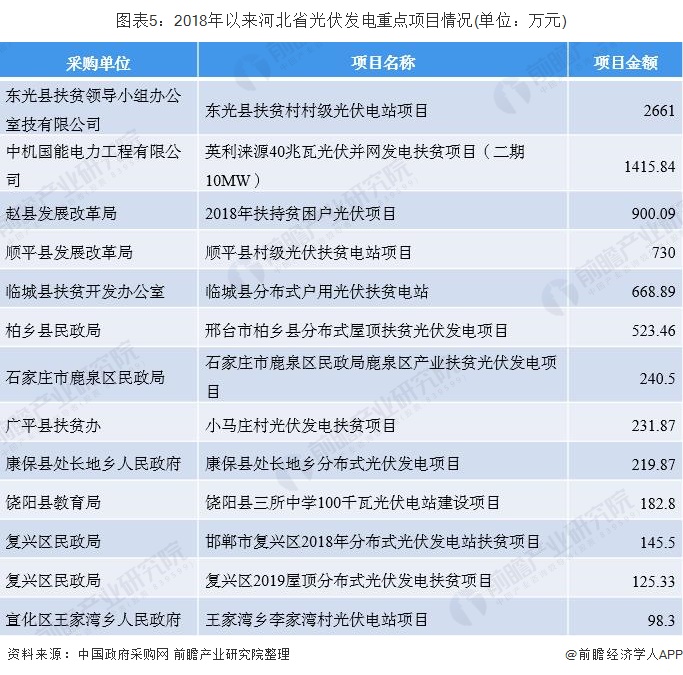 图表5：2018年以来河北省光伏发电重点项目情况(单位：万元)
采购单位 项目名称 项目金额
东光县扶贫领导小组办公
室技有限公司 东光县扶贫村村级光伏电站项目 2661
中机国能电力工程有限公
司 英利涞源40兆瓦光伏并网发电扶贫项目（二期
10MW） 1415.84
赵县发展改革局 2018年扶持贫困户光伏项目 900.09
顺平县发展改革局 顺平县村级光伏扶贫电站项目 730
临城县扶贫开发办公室 临城县分布式户用光伏扶贫电站 668.89
柏乡县民政局 邢台市柏乡县分布式屋顶扶贫光伏发电项目 523.46
石家庄市鹿泉区民政局 石家庄市鹿泉区民政局鹿泉区产业扶贫光伏发电项
目 240.5
广平县扶贫办 小马庄村光伏发电扶贫项目 231.87
康保县处长地乡人民政府 康保县处长地乡分布式光伏发电项目 219.87
饶阳县教育局 饶阳县三所中学100千瓦光伏电站建设项目 182.8
复兴区民政局 邯郸市复兴区2018年分布式光伏发电站扶贫项目 145.5
复兴区民政局 复兴区2019屋顶分布式光伏发电扶贫项目 125.33
宣化区王家湾乡人民政府 王家湾乡李家湾村光伏电站项目 98.3
资料来源：中国政府采购网 前瞻产业研究院整理 @前瞻经济学人APP